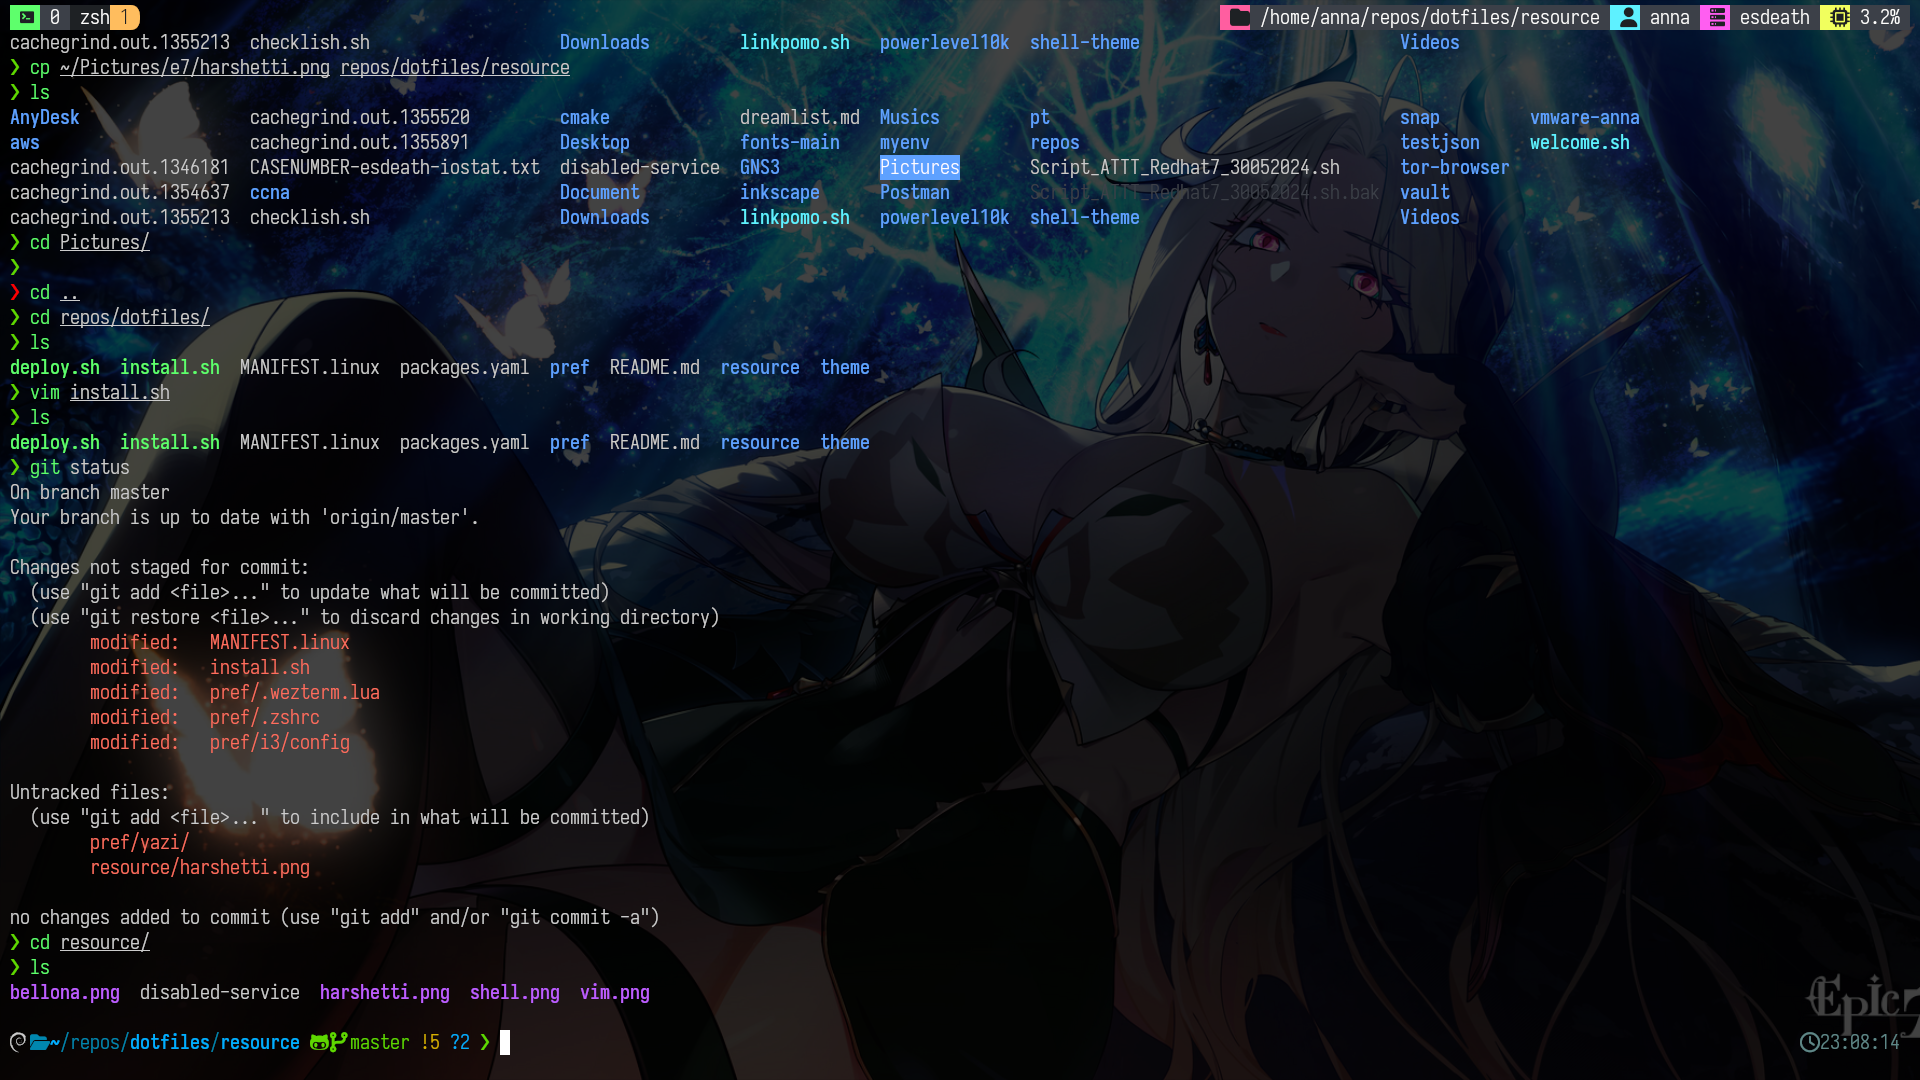 0 zsh 1 /home/anna/repos/dotfiles/resource anna esdeath 3.2%
cachegrind.out.1355213 checklish.sh Downloads linkpomo.sh powerlevel10k shell-theme Videos
❯ cp ~/Pictures/e7/harshetti.png repos/dotfiles/resource
❯ ls
AnyDesk cachegrind.out.1355520 cmake dreamlist.md Musics pt snap vmware-anna
aws cachegrind.out.1355891 Desktop fonts-main myenv repos testjson welcome.sh
cachegrind.out.1346181 CASENUMBER-esdeath-iostat.txt disabled-service GNS3 Pictures Script_ATTT_Redhat7_30052024.sh tor-browser
cachegrind.out.1354637 ccna Document inkscape Postman Script_ATTT_Redhat7_30052024.sh.bak vault
cachegrind.out.1355213 checklish.sh Downloads linkpomo.sh powerlevel10k shell-theme Videos
❯ cd Pictures/
❯
❯ cd ..
❯ cd repos/dotfiles/
❯ ls
deploy.sh install.sh MANIFEST.linux packages.yaml pref README.md resource theme
❯ vim install.sh
❯ ls
deploy.sh install.sh MANIFEST.linux packages.yaml pref README.md resource theme
❯ git status
On branch master
Your branch is up to date with 'origin/master'.
Changes not staged for commit:
(use "git add <file>..." to update what will be committed)
(use "git restore <file>..." to discard changes in working directory)
modified: MANIFEST.linux
modified: install.sh
modified: pref/.wezterm.lua
modified: pref/.zshrc
modified: pref/i3/config
Untracked files:
(use "git add <file>..." to include in what will be committed)
pref/yazi/
resource/harshetti.png
no changes added to commit (use "git add" and/or "git commit -a")
❯ cd resource/
❯ ls
bellona.png disabled-service harshetti.png shell.png vim.png
Epic 7
~/repos/dotfiles/resource master !5 ?2 ❯ 23:08:14